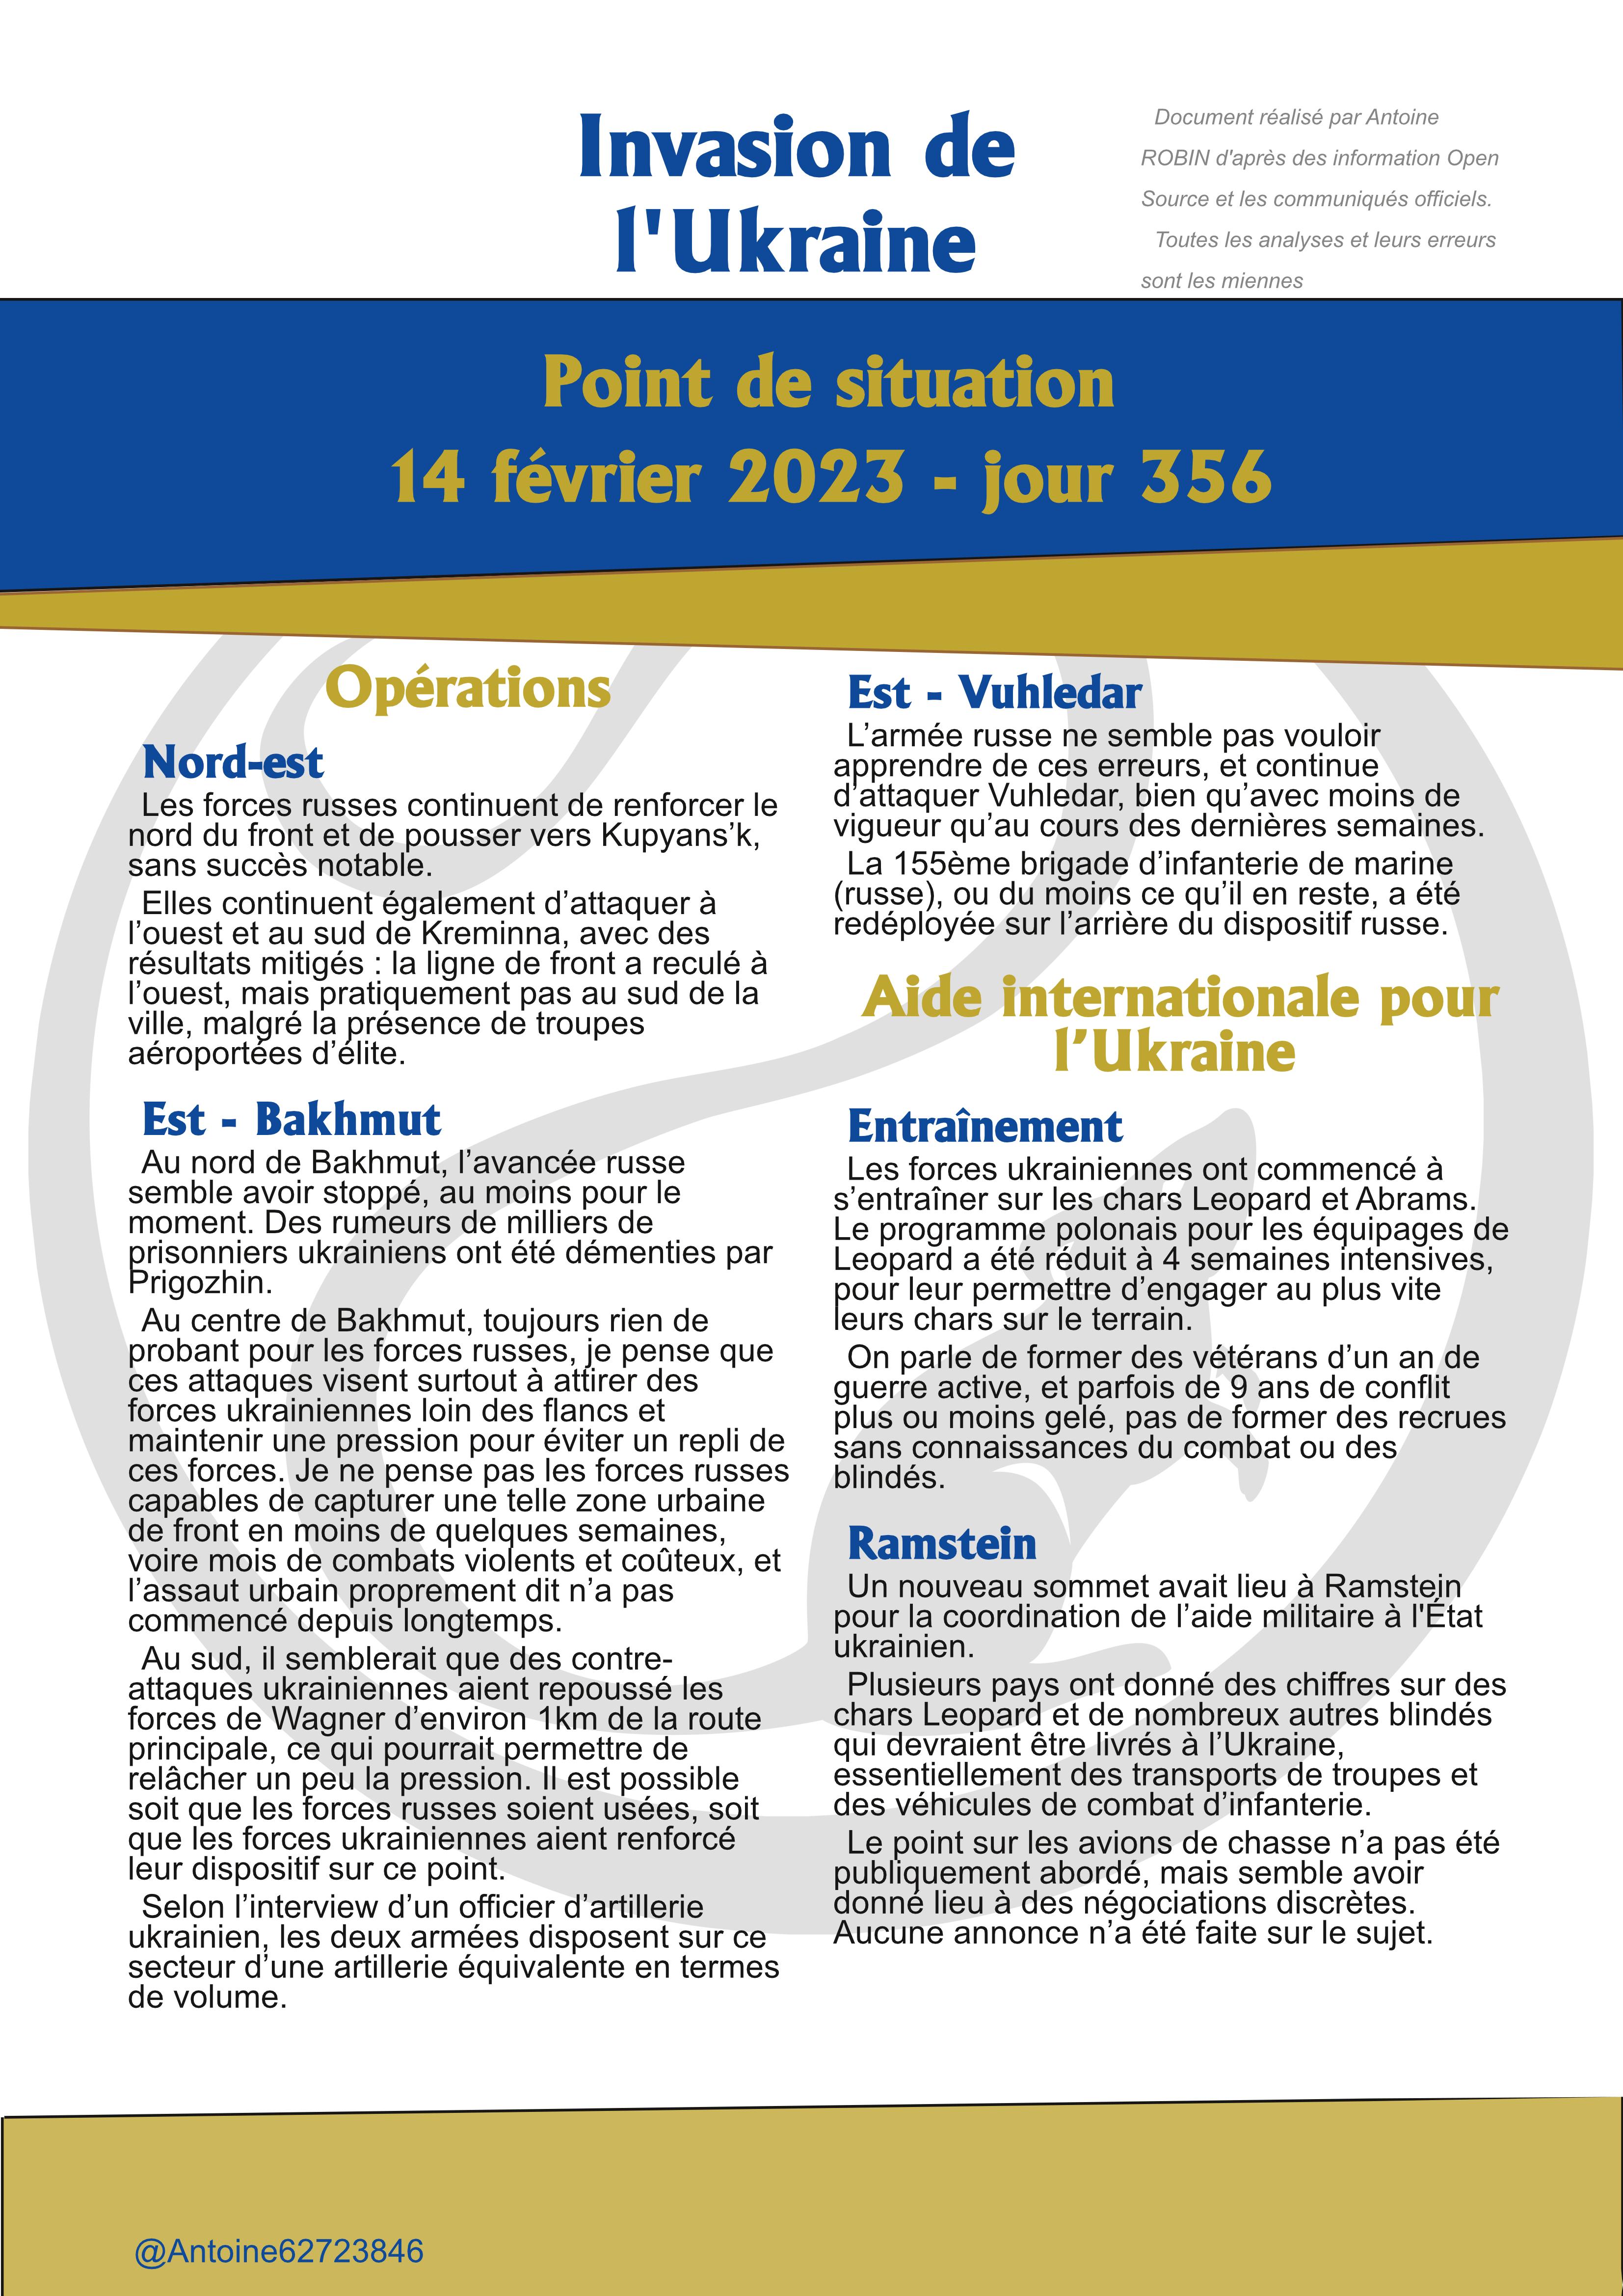 Invasion de
l'Ukraine
Document réalisé par Antoine
ROBIN d'après des information Open
Source et les communiqués officiels.
Toutes les analyses et leurs erreurs
sont les miennes
Point de situation
14 février 2023 - jour 356
Opérations
Nord-est
Les forces russes continuent de renforcer le
nord du front et de pousser vers Kupyans’k,
sans succès notable.
Elles continuent également d’attaquer à
l’ouest et au sud de Kreminna, avec des
résultats mitigés : la ligne de front a reculé à
l’ouest, mais pratiquement pas au sud de la
ville, malgré la présence de troupes
aéroportées d’élite.
Est - Bakhmut
Au nord de Bakhmut, l’avancée russe
semble avoir stoppé, au moins pour le
moment. Des rumeurs de milliers de
prisonniers ukrainiens ont été démenties par
Prigozhin.
Au centre de Bakhmut, toujours rien de
probant pour les forces russes, je pense que
ces attaques visent surtout à attirer des
forces ukrainiennes loin des flancs et
maintenir une pression pour éviter un repli de
ces forces. Je ne pense pas les forces russes
capables de capturer une telle zone urbaine
de front en moins de quelques semaines,
voire mois de combats violents et coûteux, et
l’assaut urbain proprement dit n’a pas
commencé depuis longtemps.
Au sud, il semblerait que des contre-
attaques ukrainiennes aient repoussé les
forces de Wagner d’environ 1km de la route
principale, ce qui pourrait permettre de
relâcher un peu la pression. Il est possible
soit que les forces russes soient usées, soit
que les forces ukrainiennes aient renforcé
leur dispositif sur ce point.
Selon l’interview d’un officier d’artillerie
ukrainien, les deux armées disposent sur ce
secteur d’une artillerie équivalente en termes
de volume.
Est - Vuhledar
L’armée russe ne semble pas vouloir
apprendre de ces erreurs, et continue
d’attaquer Vuhledar, bien qu’avec moins de
vigueur qu’au cours des dernières semaines.
La 155ème brigade d’infanterie de marine
(russe), ou du moins ce qu’il en reste, a été
redéployée sur l’arrière du dispositif russe.
Aide internationale pour
l’Ukraine
Entraînement
Les forces ukrainiennes ont commencé à
s’entraîner sur les chars Leopard et Abrams.
Le programme polonais pour les équipages de
Leopard a été réduit à 4 semaines intensives,
pour leur permettre d’engager au plus vite
leurs chars sur le terrain.
On parle de former des vétérans d’un an de
guerre active, et parfois de 9 ans de conflit
plus ou moins gelé, pas de former des recrues
sans connaissances du combat ou des
blindés.
Ramstein
Un nouveau sommet avait lieu à Ramstein
pour la coordination de l’aide militaire à l'État
ukrainien.
Plusieurs pays ont donné des chiffres sur des
chars Leopard et de nombreux autres blindés
qui devraient être livrés à l’Ukraine,
essentiellement des transports de troupes et
des véhicules de combat d’infanterie.
Le point sur les avions de chasse n’a pas été
publiquement abordé, mais semble avoir
donné lieu à des négociations discrètes.
Aucune annonce n’a été faite sur le sujet.
@Antoine62723846